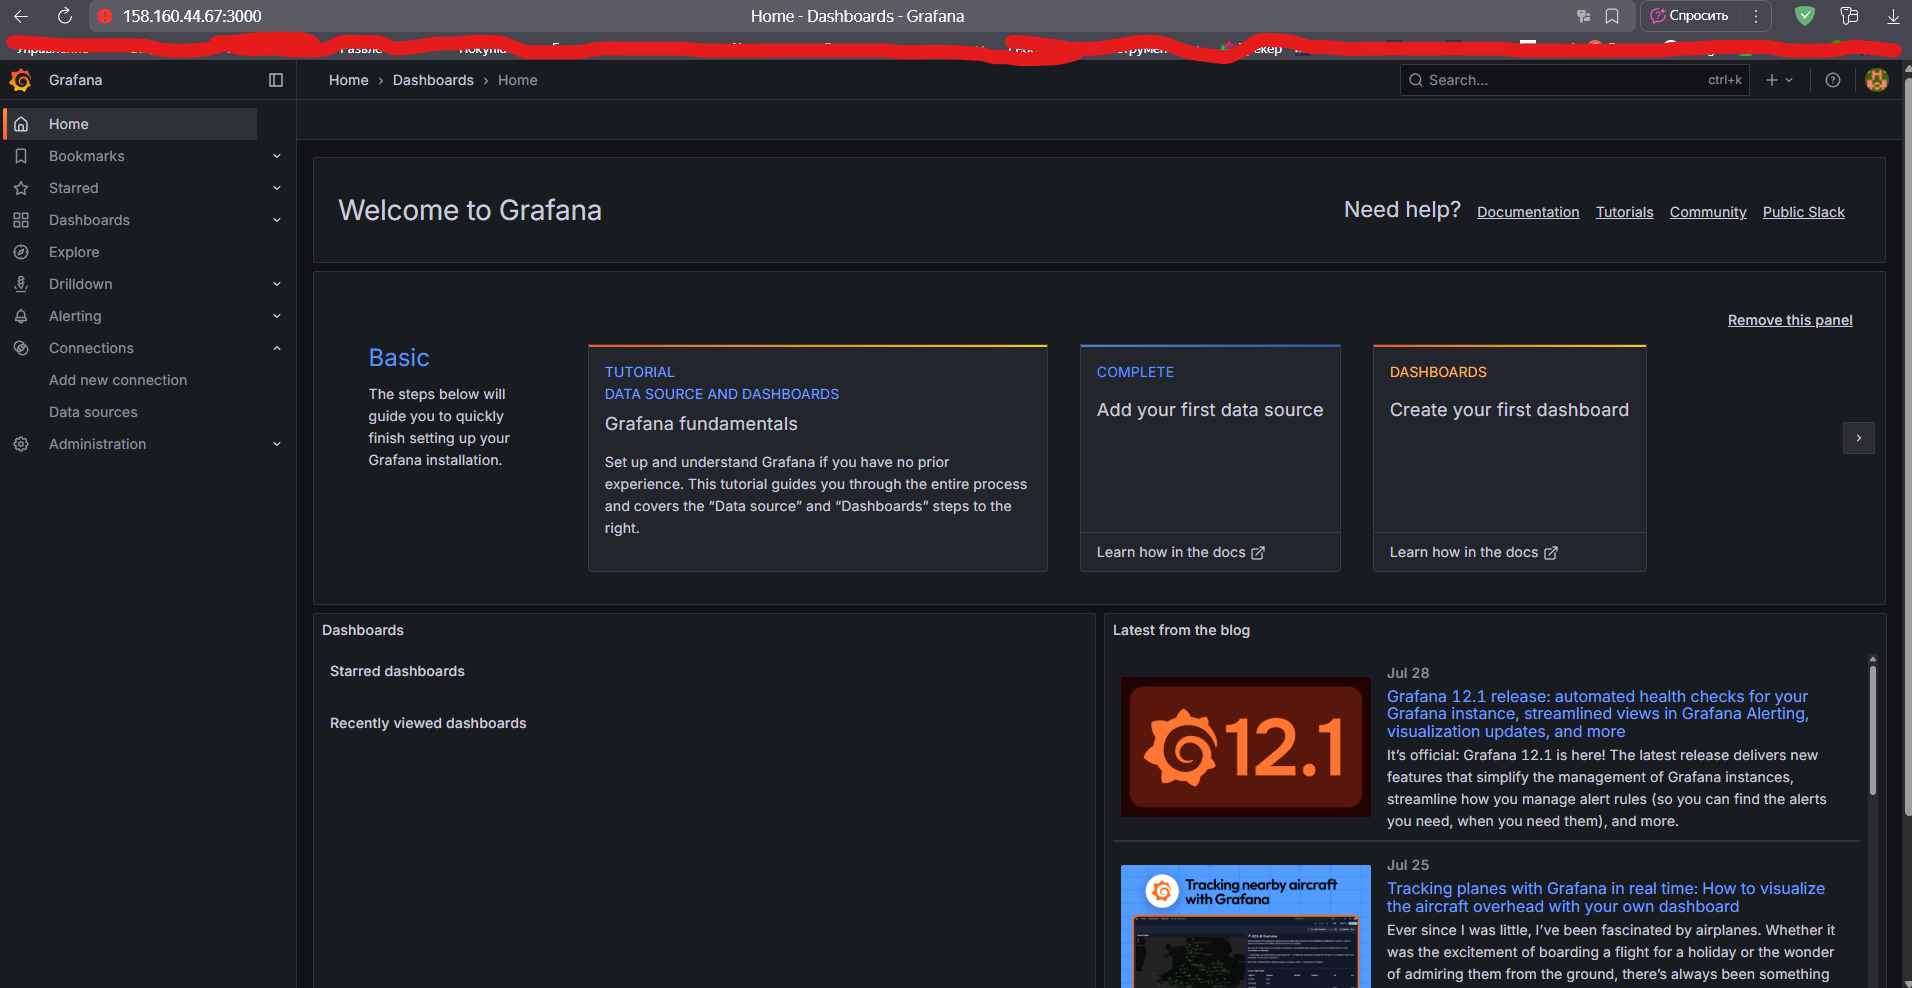 158.160.44.67:3000
Home - Dashboards - Grafana
Спросить
Grafana
Home › Dashboards › Home
Search...
ctrl+k
Home
Bookmarks
Starred
Dashboards
Explore
Drilldown
Alerting
Connections
Add new connection
Data sources
Administration
Welcome to Grafana
Need help?
Documentation
Tutorials
Community
Public Slack
Remove this panel
Basic
The steps below will
guide you to quickly
finish setting up your
Grafana installation.
TUTORIAL
DATA SOURCE AND DASHBOARDS
Grafana fundamentals
Set up and understand Grafana if you have no prior
experience. This tutorial guides you through the entire process
and covers the “Data source” and “Dashboards” steps to the
right.
COMPLETE
Add your first data source
Learn how in the docs
DASHBOARDS
Create your first dashboard
Learn how in the docs
Dashboards
Starred dashboards
Recently viewed dashboards
Latest from the blog
12.1
Jul 28
Grafana 12.1 release: automated health checks for your
Grafana instance, streamlined views in Grafana Alerting,
visualization updates, and more
It’s official: Grafana 12.1 is here! The latest release delivers new
features that simplify the management of Grafana instances,
streamline how you manage alert rules (so you can find the alerts
you need, when you need them), and more.
Tracking nearby aircraft
with Grafana
Jul 25
Tracking planes with Grafana in real time: How to visualize
the aircraft overhead with your own dashboard
Ever since I was little, I’ve been fascinated by airplanes. Whether it
was the excitement of boarding a flight for a holiday or the wonder
of admiring them from the ground, there’s always been something